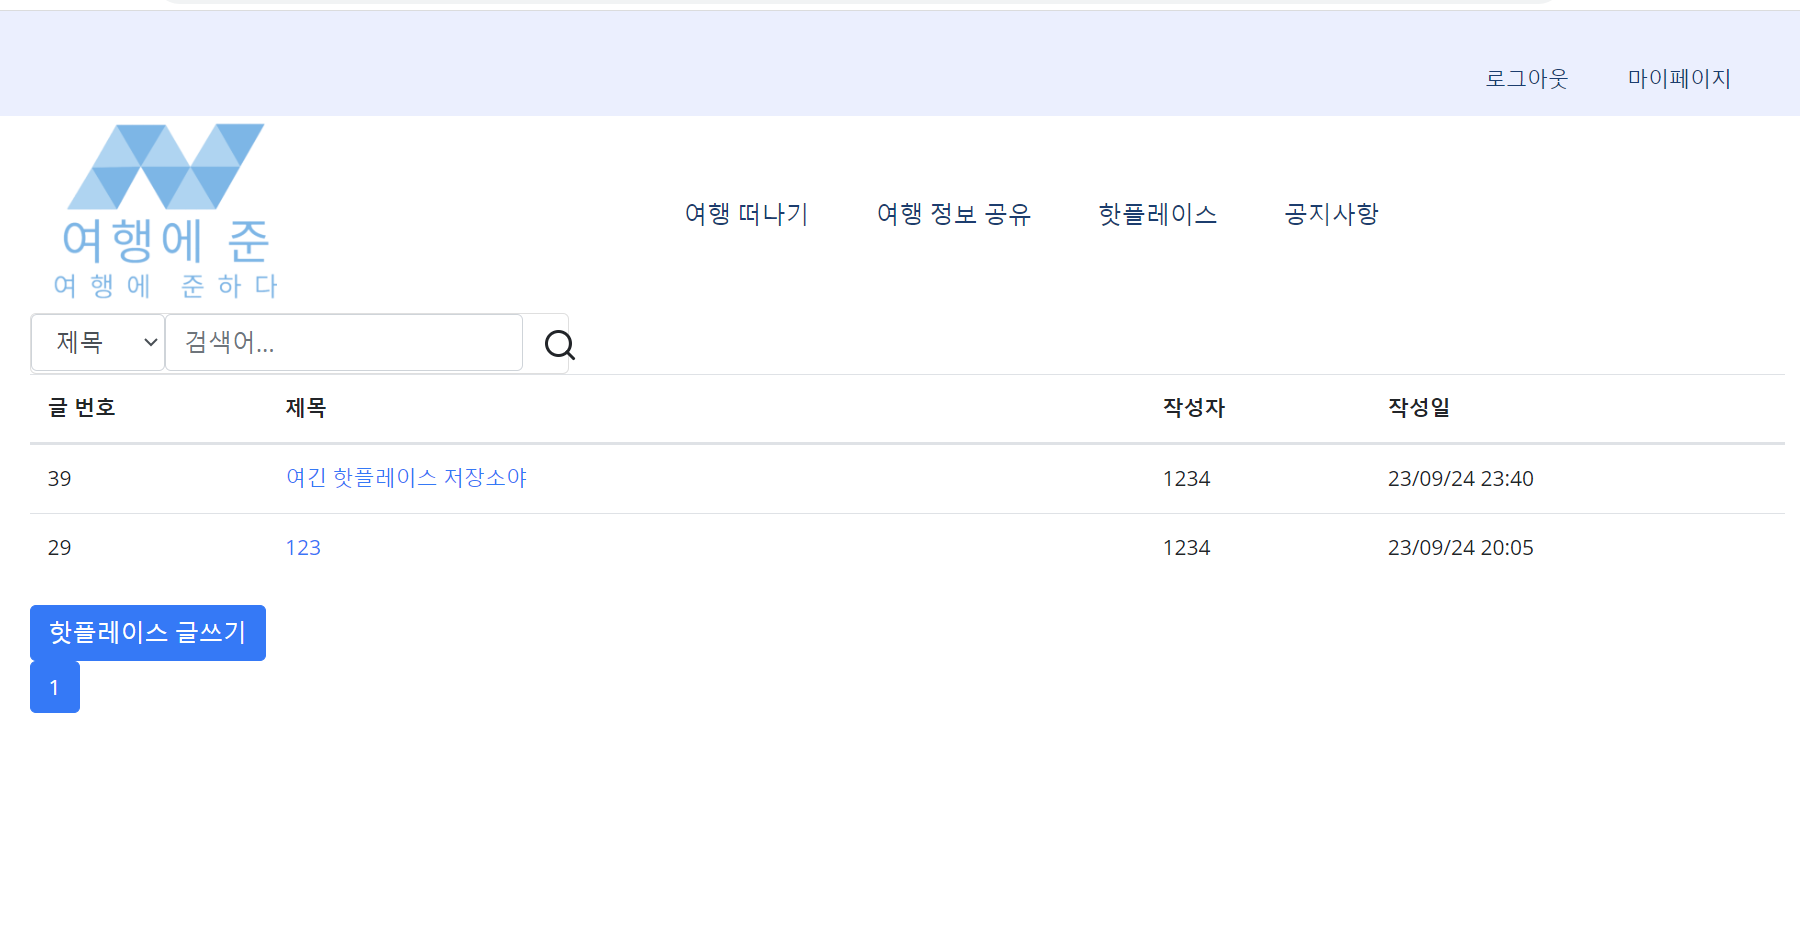 로그아웃 마이페이지
여행에 준
여행에 준하다
여행 떠나기 여행 정보 공유 핫플레이스 공지사항
제목 검색어...
글 번호 제목 작성자 작성일
39 여긴 핫플레이스 저장소야 1234 23/09/24 23:40
29 123 1234 23/09/24 20:05
핫플레이스 글쓰기
1